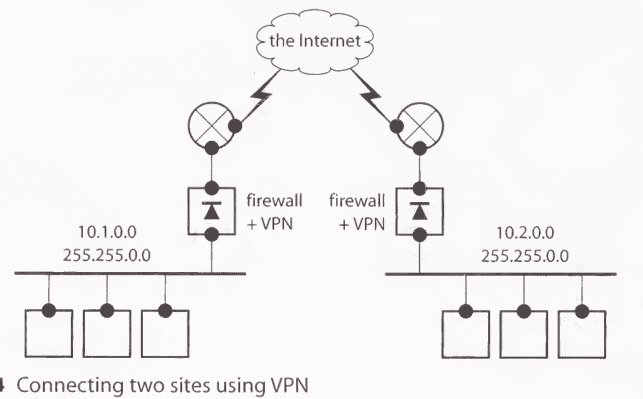 the Internet
firewall
+ VPN
firewall
+ VPN
10.1.0.0
255.255.0.0
10.2.0.0
255.255.0.0
Connecting two sites using VPN